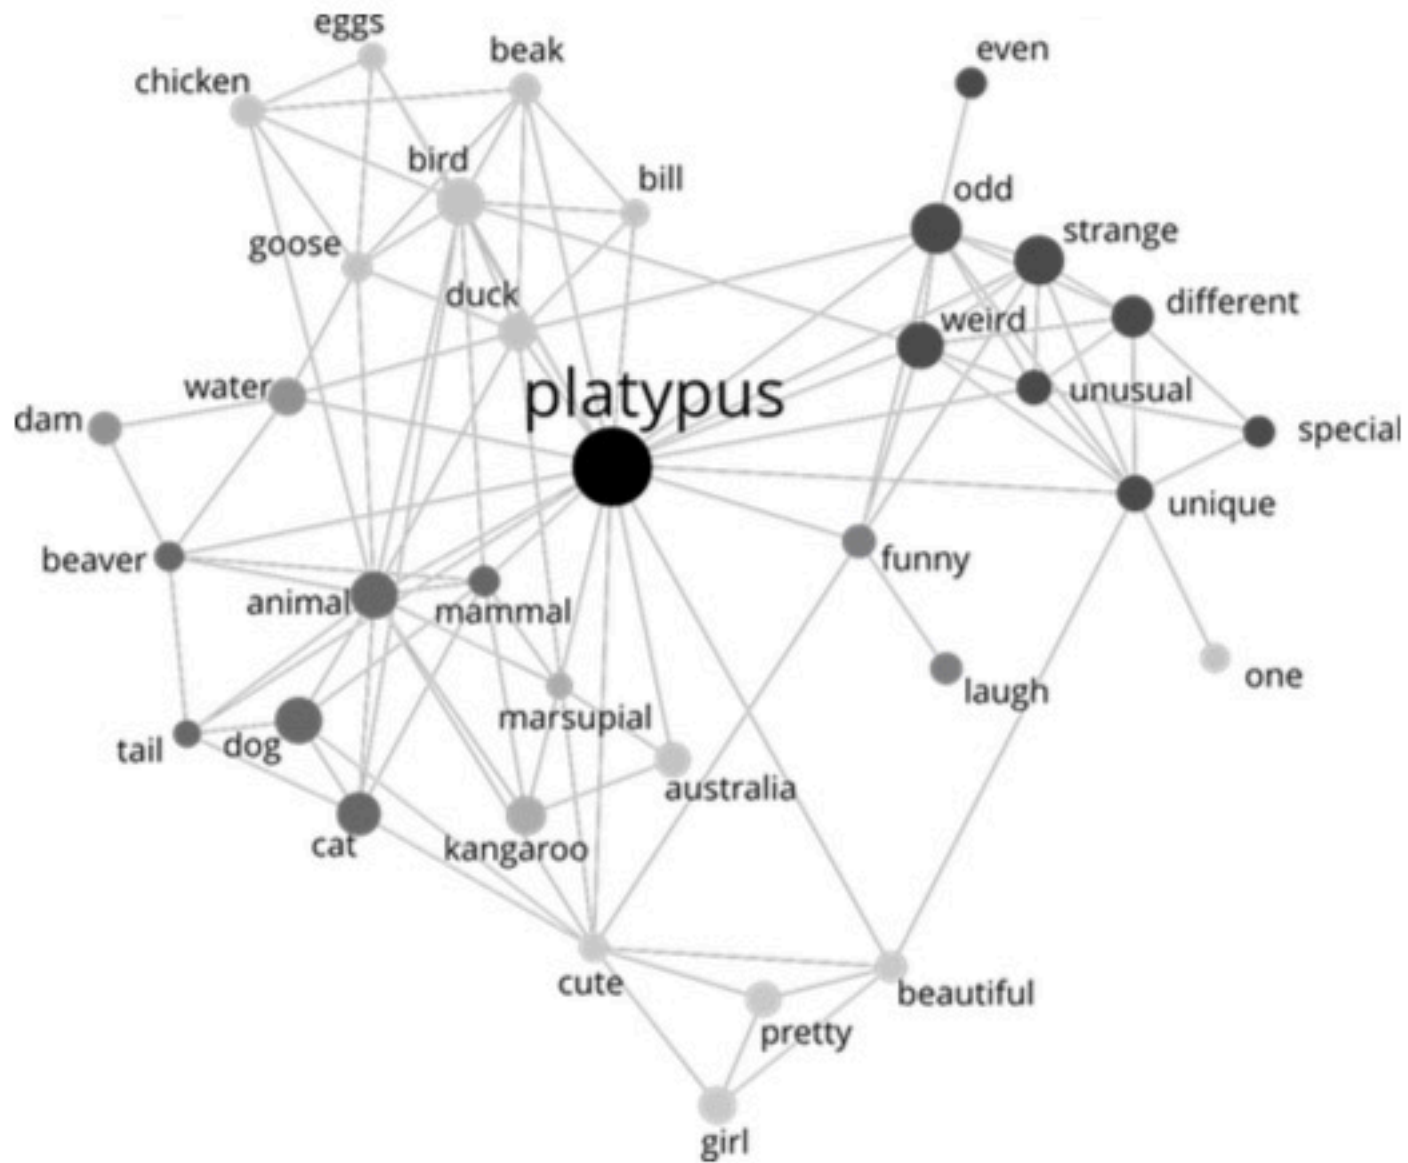 eggs
beak
even
chicken
bird
bill
odd
strange
goose
duck
different
weird
water
platypus
unusual
dam
special
unique
beaver
funny
animal
mammal
laugh
one
marsupial
tail
dog
australia
cat
kangaroo
cute
beautiful
pretty
girl